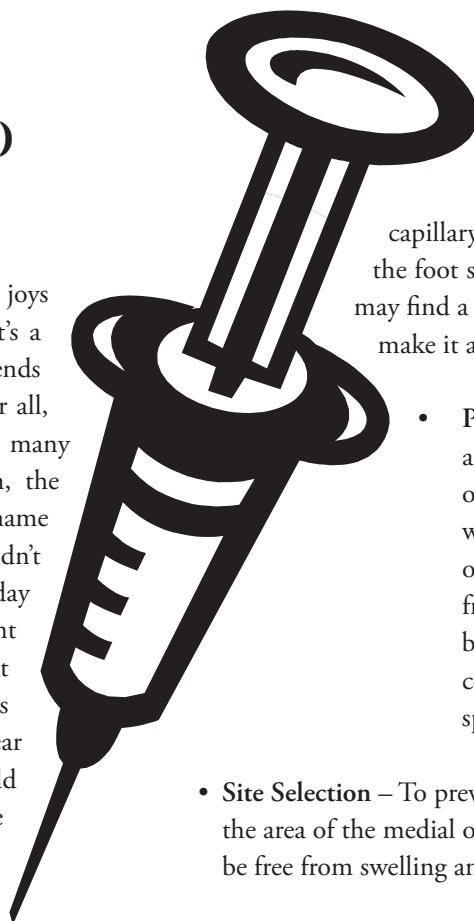 )
joys
t's a
ends
r all,
many
n, the
name
dn't
day
nt
t
s
ear
ld
e
capillary
the foot s
may find a
make it a
• P
a
o
w
o
f
b
c
sp
• Site Selection – To prev
the area of the medial o
be free from swelling an